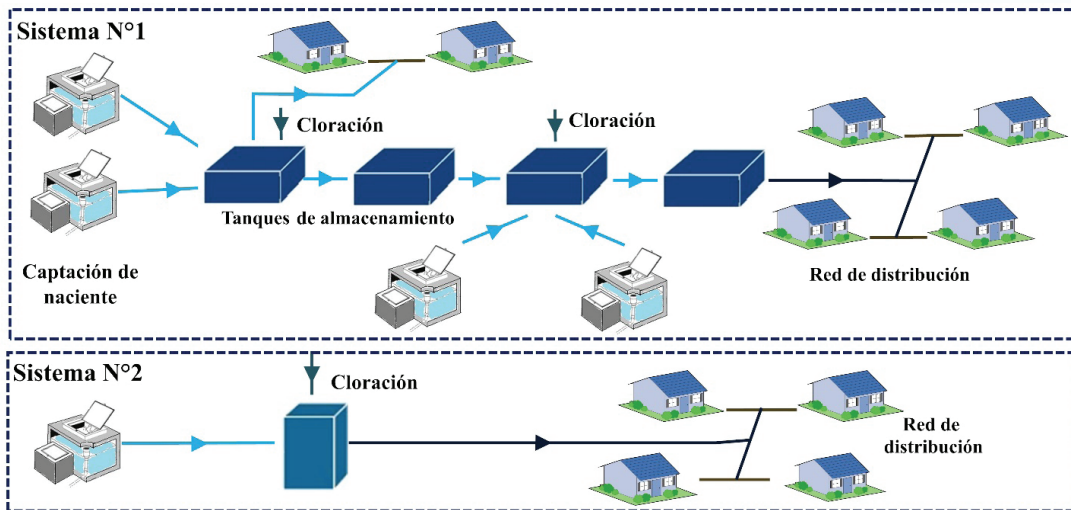 Sistema N°1
Cloración
Cloración
Tanques de almacenamiento
Captación de
naciente
Red de distribución
Sistema N°2
Cloración
Red de
distribución